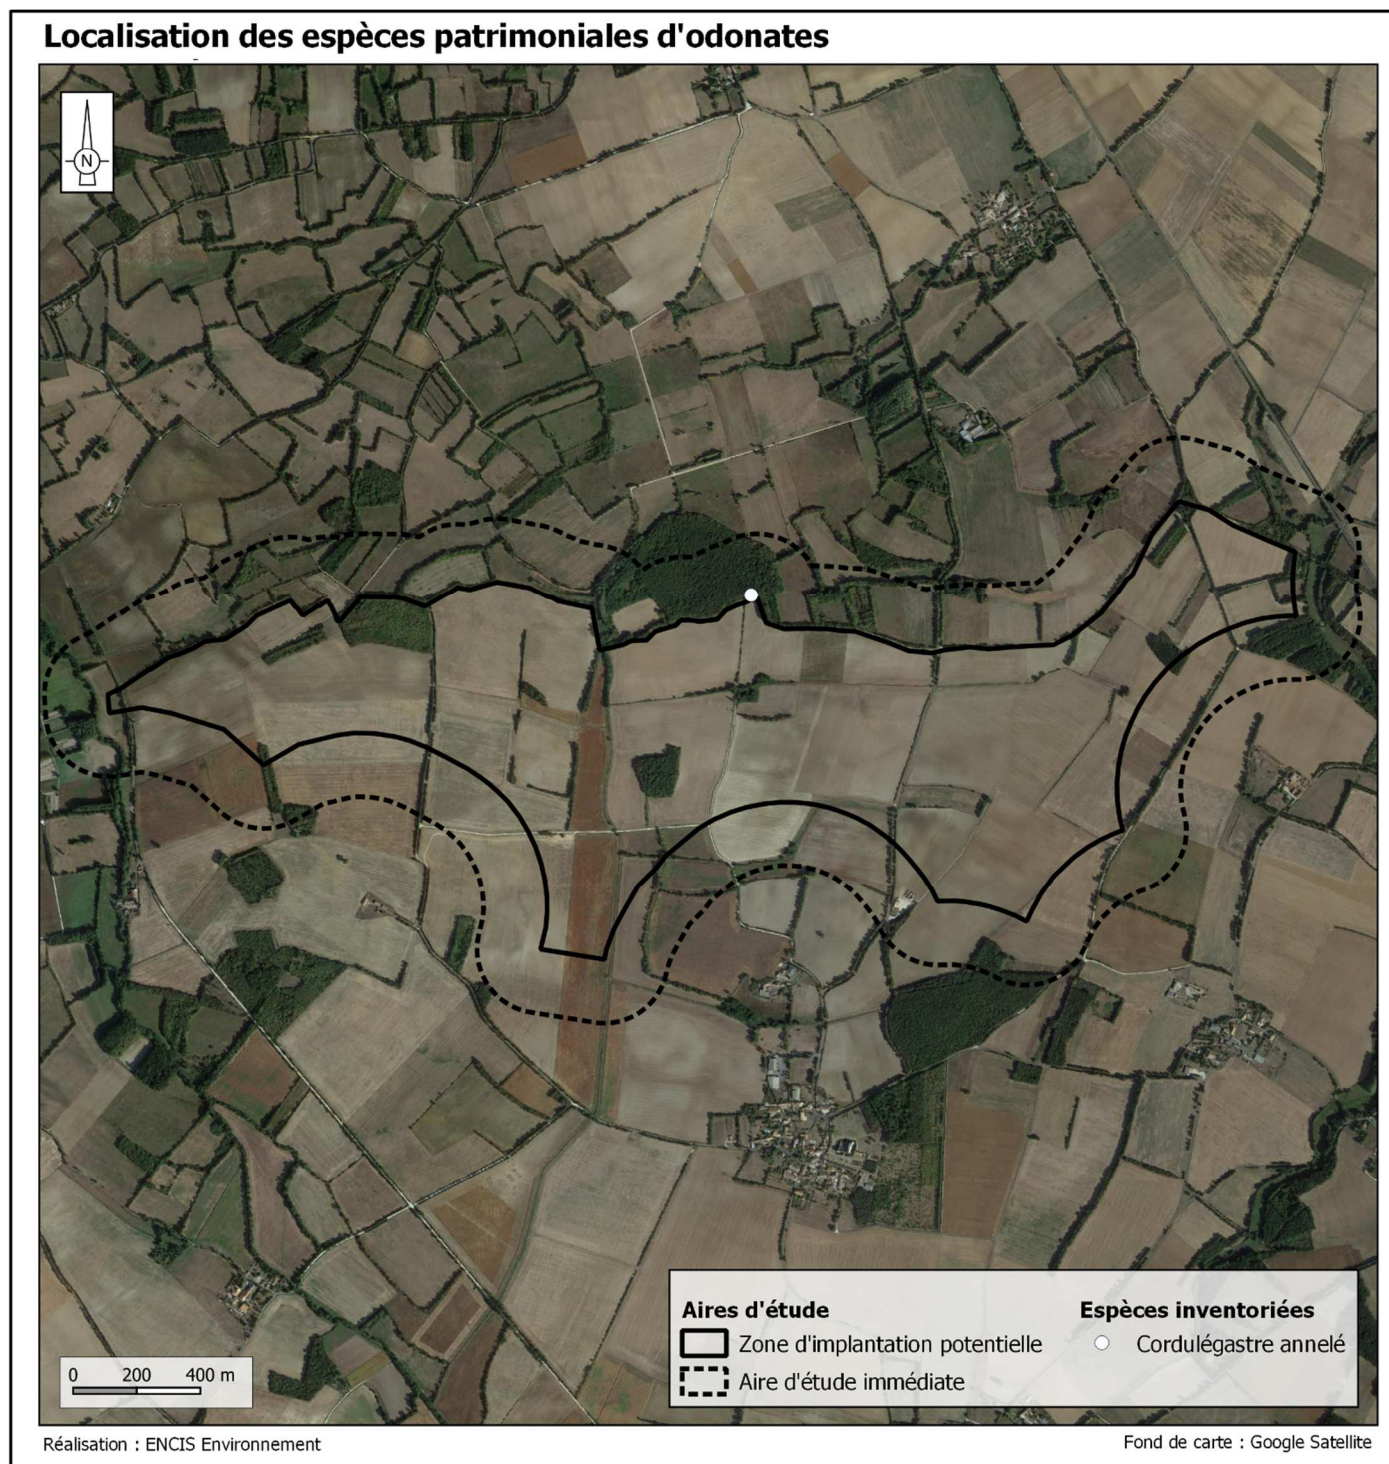 Localisation des espèces patrimoniales d'odonates
N
Aires d'étude
Zone d'implantation potentielle
Aire d'étude immédiate
Espèces inventoriées
Cordulégastre annelé
0 200 400 m
Réalisation : ENCIS Environnement
Fond de carte : Google Satellite